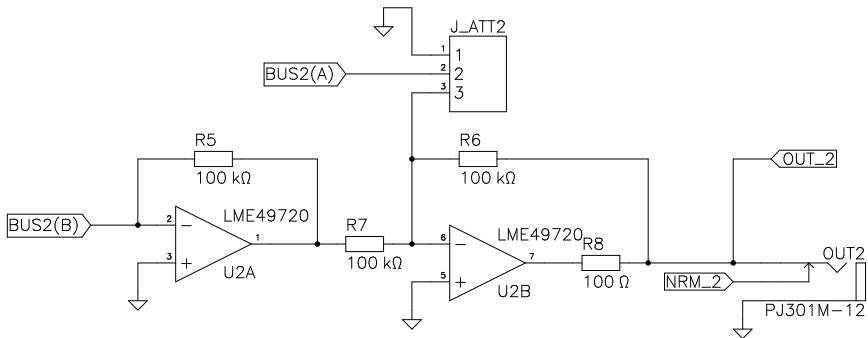 J_ATT2
1 1
BUS2(A) 2 2
3 3
R5
100 kΩ
R6
100 kΩ
OUT_2
BUS2(B)
2
3
1
LME49720
U2A
R7
100 kΩ
6
5
7
LME49720
U2B
R8
100 Ω
OUT2
NRM_2
PJ301M-12